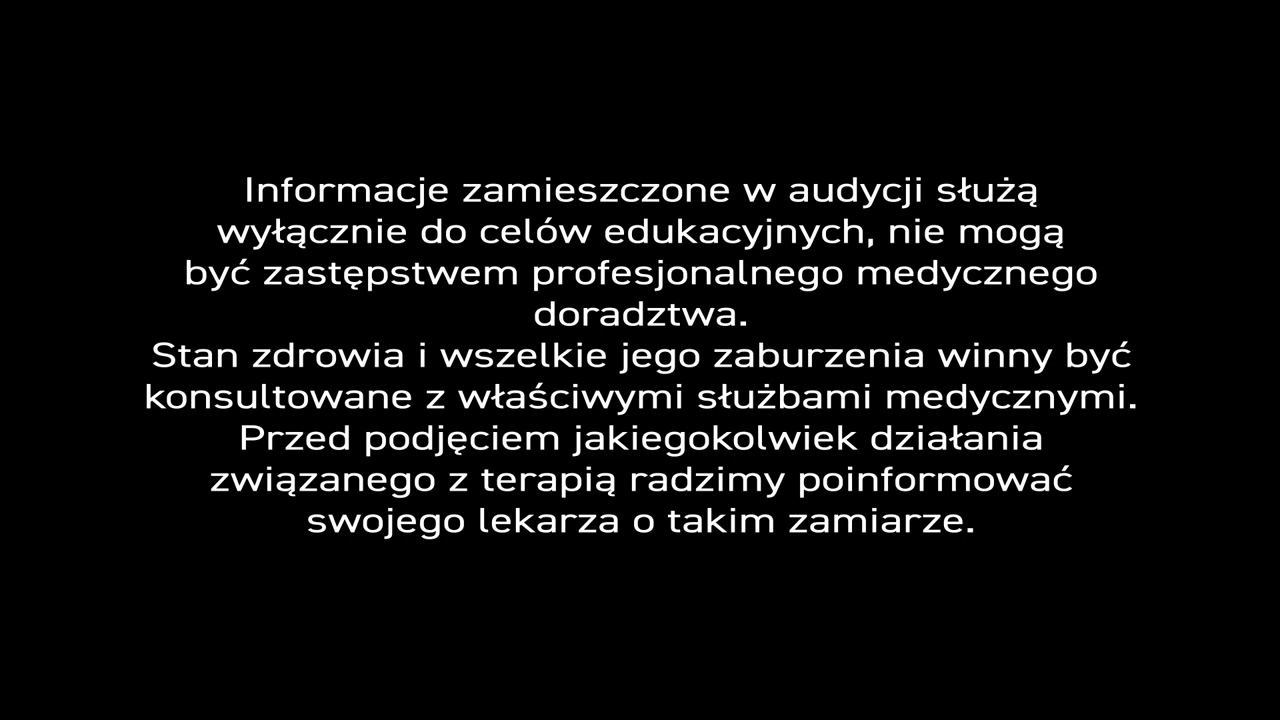 Informacje zamieszczone w audycji służą
wyłącznie do celów edukacyjnych, nie mogą
być zastępstwem profesjonalnego medycznego
doradztwa.
Stan zdrowia i wszelkie jego zaburzenia winny być
konsultowane z właściwymi służbami medycznymi.
Przed podjęciem jakiegokolwiek działania
związanego z terapią radzimy poinformować
swojego lekarza o takim zamiarze.